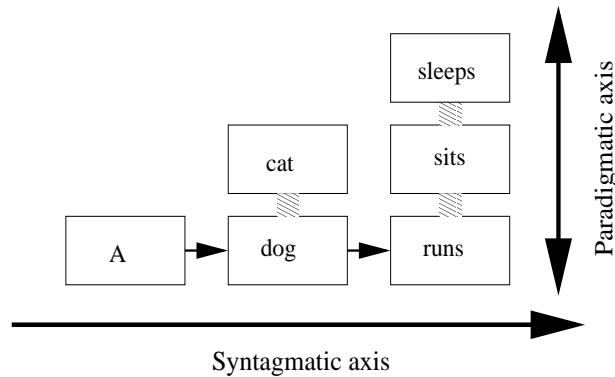 sleeps
cat
sits
A
dog
runs
Syntagmatic axis
Paradigmatic axis